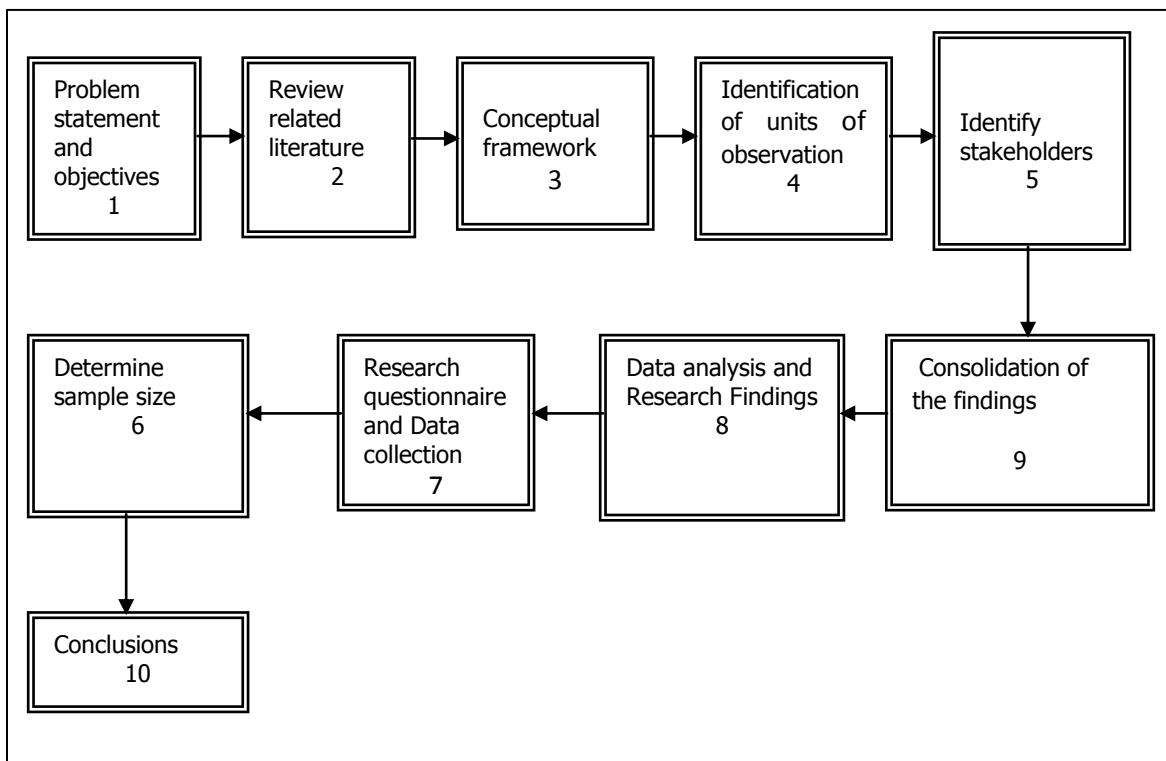 Problem
statement
and
objectives
1
Review
related
literature
2
Conceptual
framework
3
Identification
of units of
observation
4
Identify
stakeholders
5
Determine
sample size
6
Research
questionnaire
and Data
collection
7
Data analysis and
Research Findings
8
Consolidation of
the findings
9
Conclusions
10